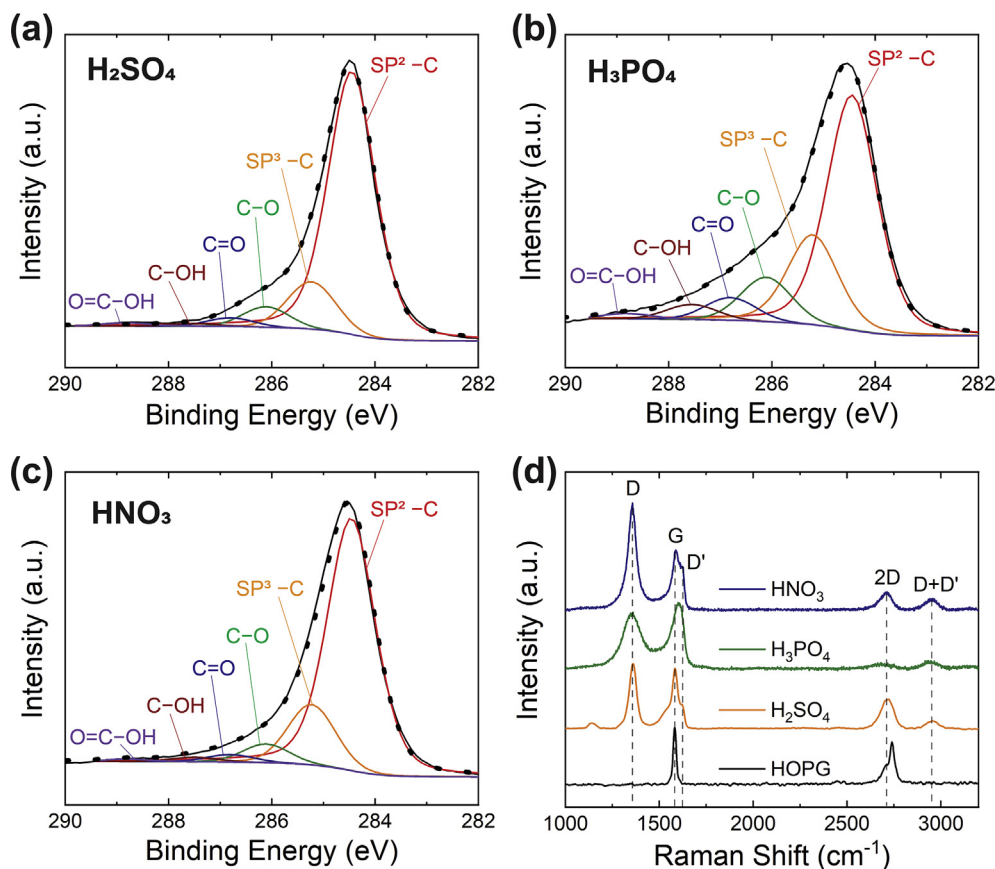 (a)
H₂SO₄
SP² –C
SP³ –C
C–O
C=O
C–OH
O=C–OH
Intensity (a.u.)
290 288 286 284 282
Binding Energy (eV)
(b)
H₃PO₄
SP² –C
SP³ –C
C–O
C=O
C–OH
O=C–OH
Intensity (a.u.)
290 288 286 284 282
Binding Energy (eV)
(c)
HNO₃
SP² –C
SP³ –C
C–O
C=O
C–OH
O=C–OH
Intensity (a.u.)
290 288 286 284 282
Binding Energy (eV)
(d)
D
G
D'
2D
D+D'
HNO₃
H₃PO₄
H₂SO₄
HOPG
Intensity (a.u.)
1000 1500 2000 2500 3000
Raman Shift (cm⁻¹)